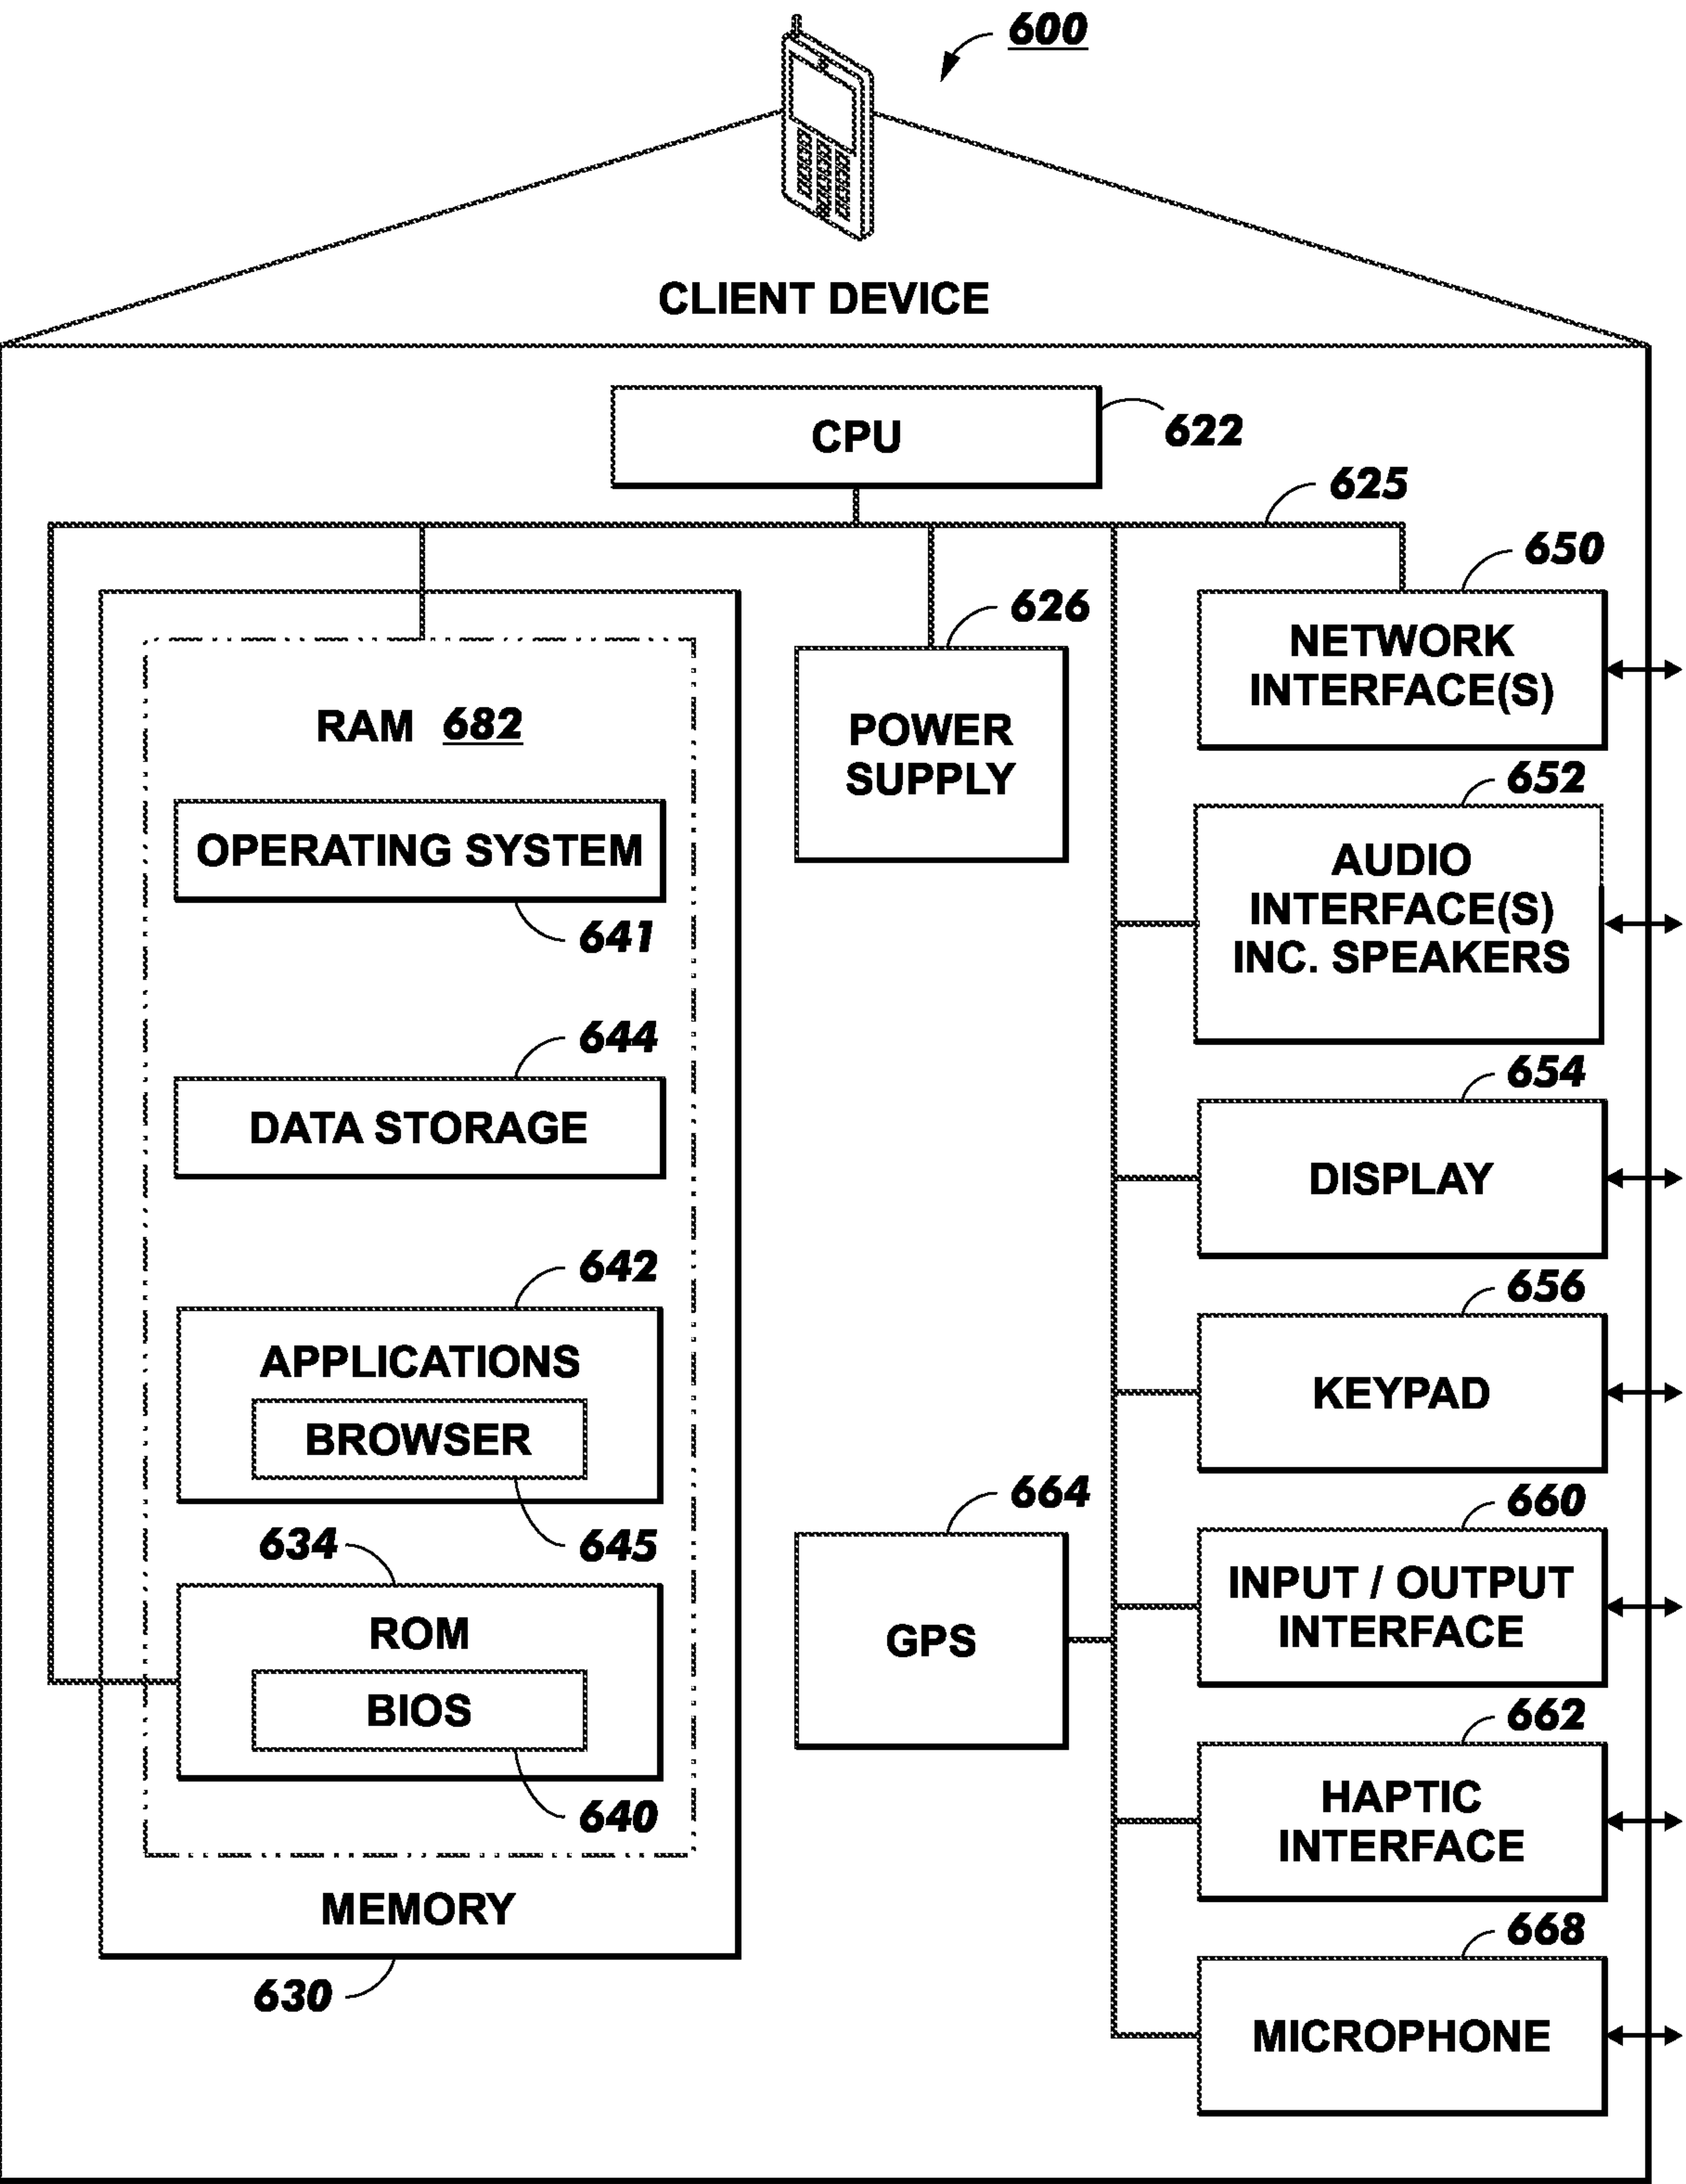 600
CLIENT DEVICE
CPU
622
625
650
NETWORK
INTERFACE(S)
626
POWER
SUPPLY
RAM 682
OPERATING SYSTEM
641
644
DATA STORAGE
642
APPLICATIONS
BROWSER
645
634
ROM
BIOS
640
MEMORY
630
652
AUDIO
INTERFACE(S)
INC. SPEAKERS
654
DISPLAY
656
KEYPAD
664
GPS
660
INPUT / OUTPUT
INTERFACE
662
HAPTIC
INTERFACE
668
MICROPHONE